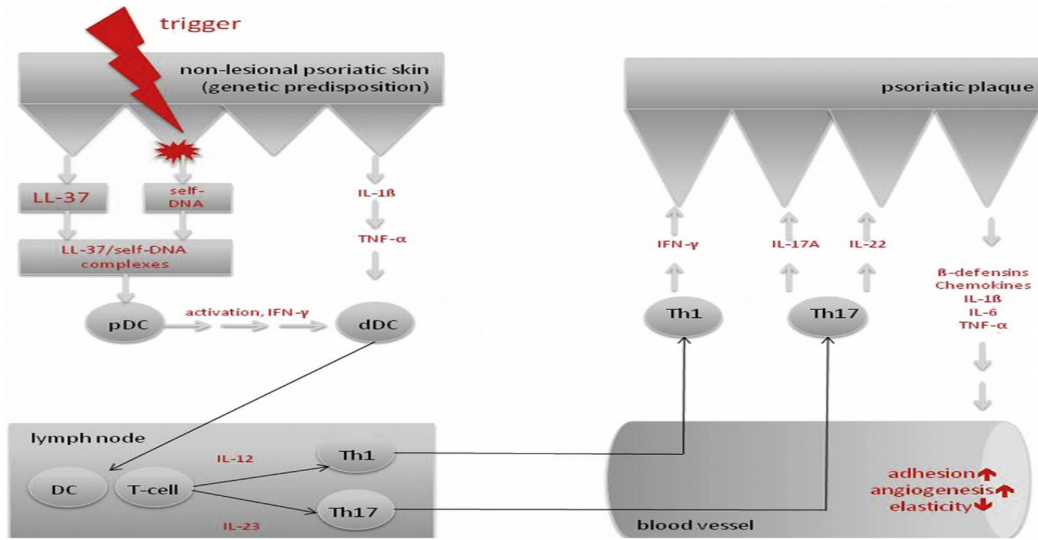 trigger
non-lesional psoriatic skin
(genetic predisposition)
LL-37
self-
DNA
LL-37/self-DNA
complexes
IL-1ß
TNF-α
pDC
activation, IFN-γ
dDC
lymph node
DC
T-cell
IL-12
IL-23
Th1
Th17
psoriatic plaque
IFN-γ
IL-17A
IL-22
Th1
Th17
ß-defensins
Chemokines
IL-1ß
IL-6
TNF-α
adhesion
angiogenesis
elasticity
blood vessel